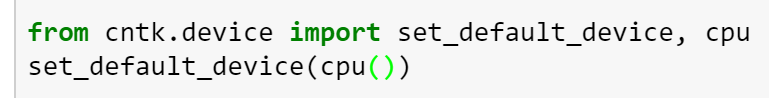 from cntk.device import set_default_device, cpu
set_default_device(cpu())